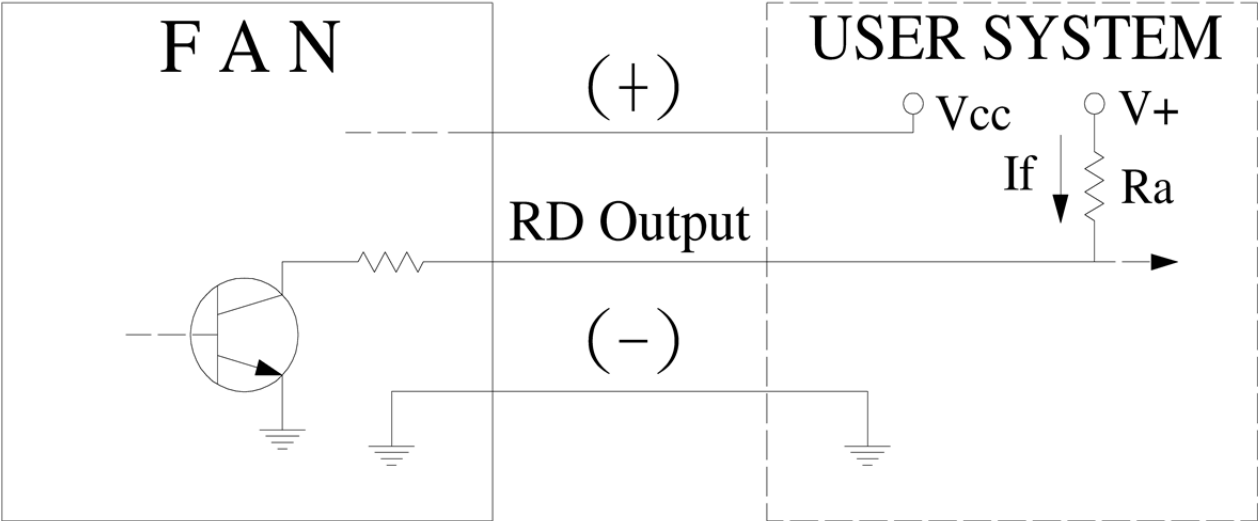 F A N
USER SYSTEM
(+)
Vcc
V+
If
Ra
RD Output
(-)